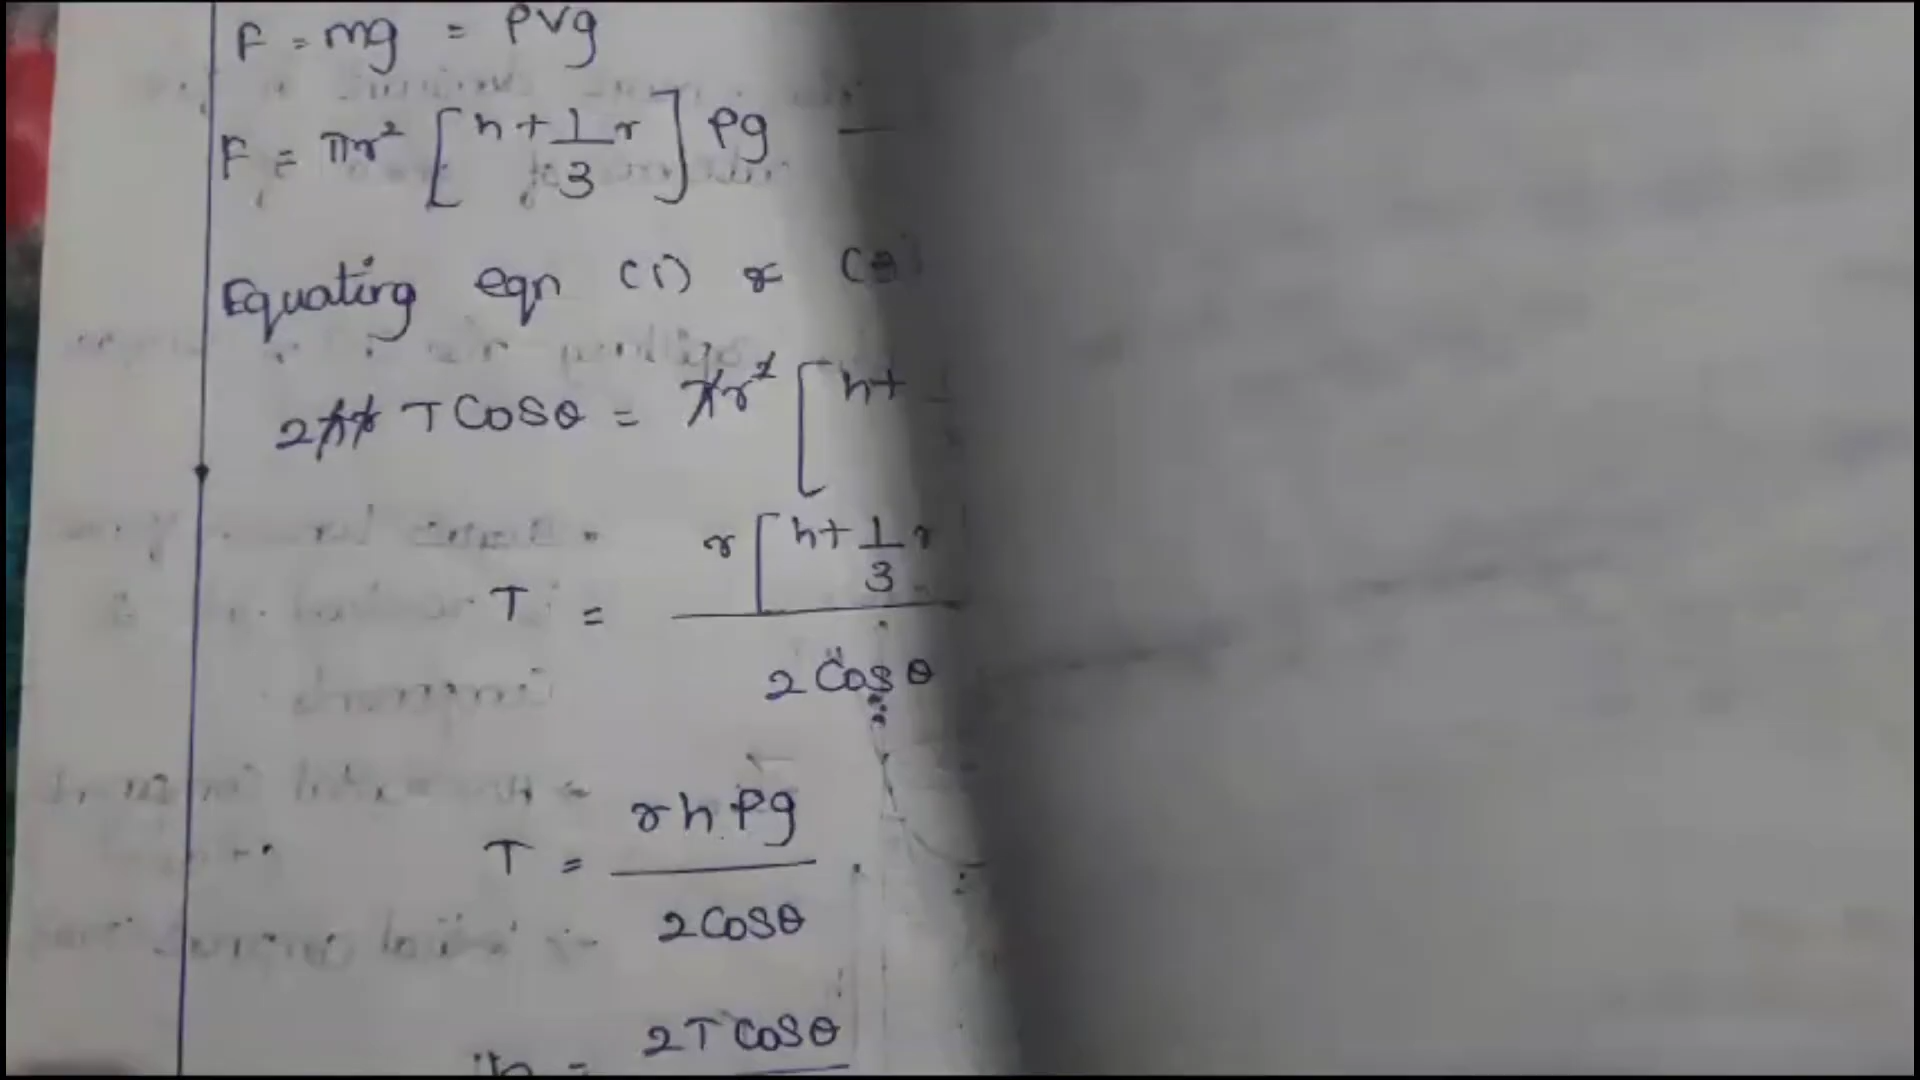 F = mg = ρVg
F = πr² [h + 1/3 r] ρg
Equating eqn (1) &
2πr T Cosθ = πr² [h +
T = r [h + 1/3 r / 2 Cosθ
T = rhρg / 2Cosθ
h = 2T Cosθ